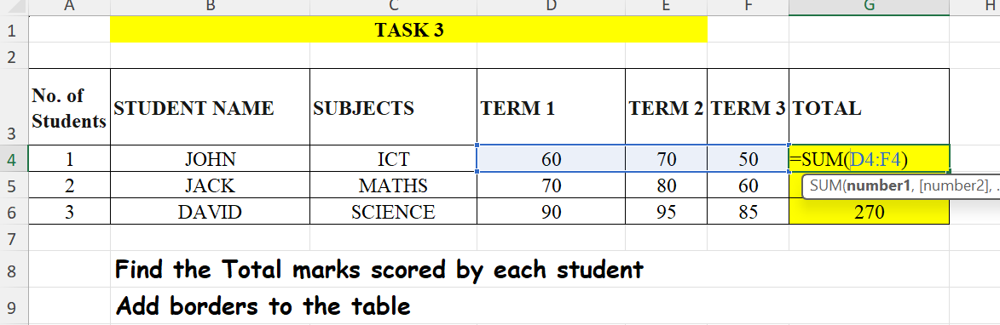 A B C D E F G H
1 TASK 3
2
3 No. of Students STUDENT NAME SUBJECTS TERM 1 TERM 2 TERM 3 TOTAL
4 1 JOHN ICT 60 70 50 =SUM(D4:F4)
5 2 JACK MATHS 70 80 60 SUM(number1, [number2], .
6 3 DAVID SCIENCE 90 95 85 270
7
8 Find the Total marks scored by each student
9 Add borders to the table